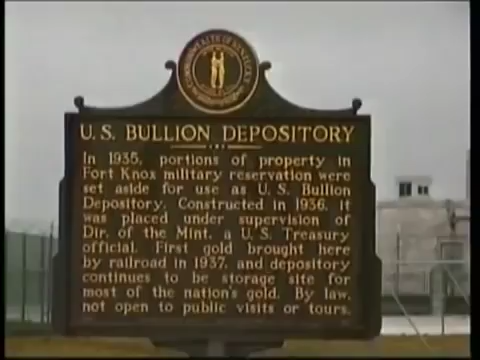 COMMONWEALTH OF KENTUCKY
U.S. BULLION DEPOSITORY
In 1935, portions of property in
Fort Knox military reservation were
set aside for use as U.S. Bullion
Depository. Constructed in 1936, it
was placed under supervision of
Dir. of the Mint, a U.S. Treasury
official. First gold brought here
by railroad in 1937, and depository
continues to be storage site for
most of the nation's gold. By law,
not open to public visits or tours.